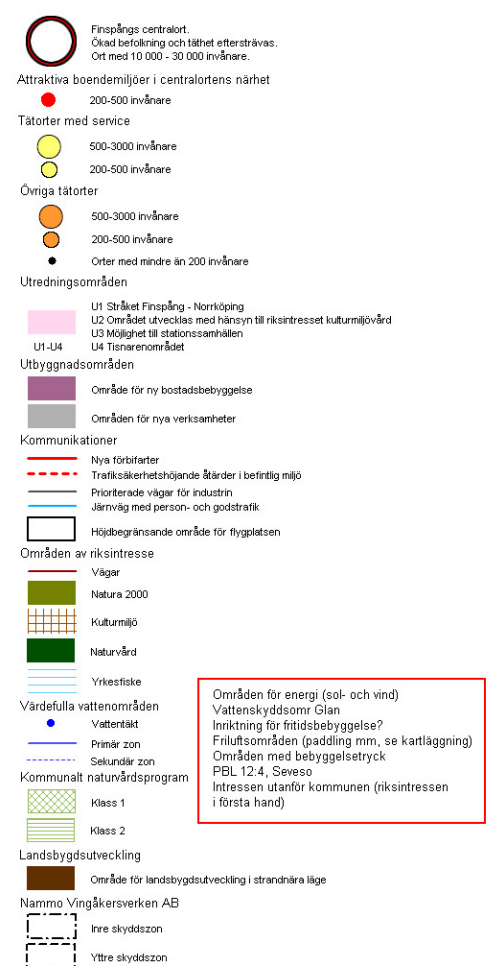 Finspångs centralort.
Ökad befolkning och täthet eftersträvas.
Ort med 10 000 - 30 000 invånare.
Attraktiva boendemiljöer i centralortens närhet
200-500 invånare
Tätorter med service
500-3000 invånare
200-500 invånare
Övriga tätorter
500-3000 invånare
200-500 invånare
Orter med mindre än 200 invånare
Utredningsområden
U1 Stråket Finspång - Norrköping
U2 Området utvecklas med hänsyn till riksintresset kulturmiljövård
U3 Möjlighet till stationssamhällen
U1-U4 U4 Tisnarenområdet
Utbyggnadsområden
Område för ny bostadsbebyggelse
Områden för nya verksamheter
Kommunikationer
Nya förbifarter
Trafiksäkerhetshöjande åtärder i befintlig miljö
Prioriterade vägar för industrin
Järnväg med person- och godstrafik
Höjdbegränsande område för flygplatsen
Områden av riksintresse
Vägar
Natura 2000
Kulturmiljö
Naturvård
Yrkesfiske
Värdefulla vattenområden
Vattentäkt
Primär zon
Sekundär zon
Kommunalt naturvårdsprogram
Klass 1
Klass 2
Landsbygdsutveckling
Område för landsbygdsutveckling i strandnära läge
Nammo Vingåkersverken AB
Inre skyddszon
Yttre skyddszon
Områden för energi (sol- och vind)
Vattenskyddsomr Glan
Inriktning för fritidsbebyggelse?
Friluftsområden (paddling mm, se kartläggning)
Områden med bebyggelsetryck
PBL 12:4, Seveso
Intressen utanför kommunen (riksintressen
i första hand)